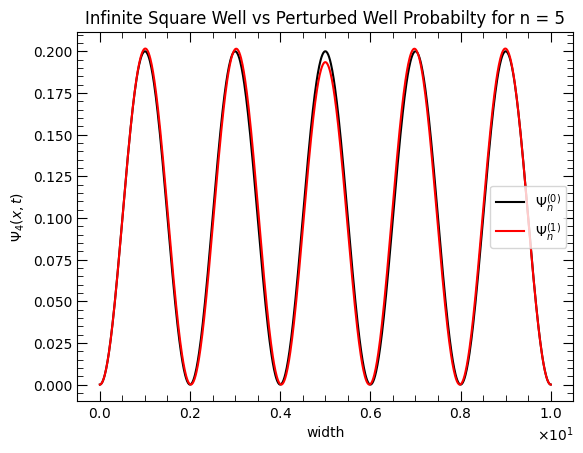 Infinite Square Well vs Perturbed Well Probabilty for n = 5
0.200
0.175
0.150
0.125
0.100
0.075
0.050
0.025
0.000
Ψ₄(x, t)
Ψₙ⁽⁰⁾
Ψₙ⁽¹⁾
0.0 0.2 0.4 0.6 0.8 1.0
width
×10¹